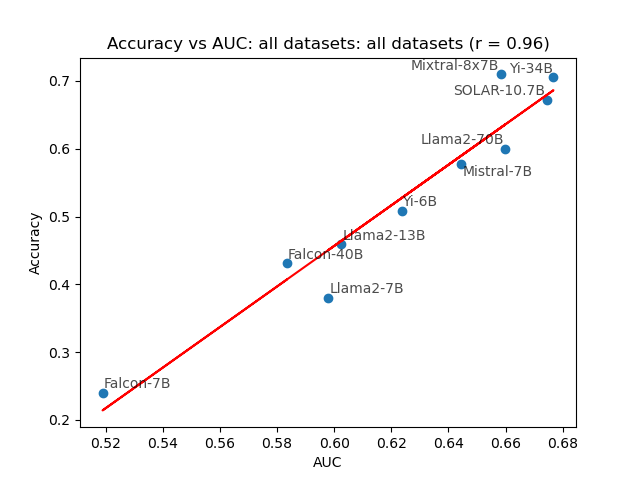 Accuracy vs AUC: all datasets: all datasets (r = 0.96)
Mixtral-8x7B
Yi-34B
SOLAR-10.7B
Llama2-70B
Mistral-7B
Yi-6B
Llama2-13B
Falcon-40B
Llama2-7B
Falcon-7B
Accuracy
0.7
0.6
0.5
0.4
0.3
0.2
0.52 0.54 0.56 0.58 0.60 0.62 0.64 0.66 0.68
AUC